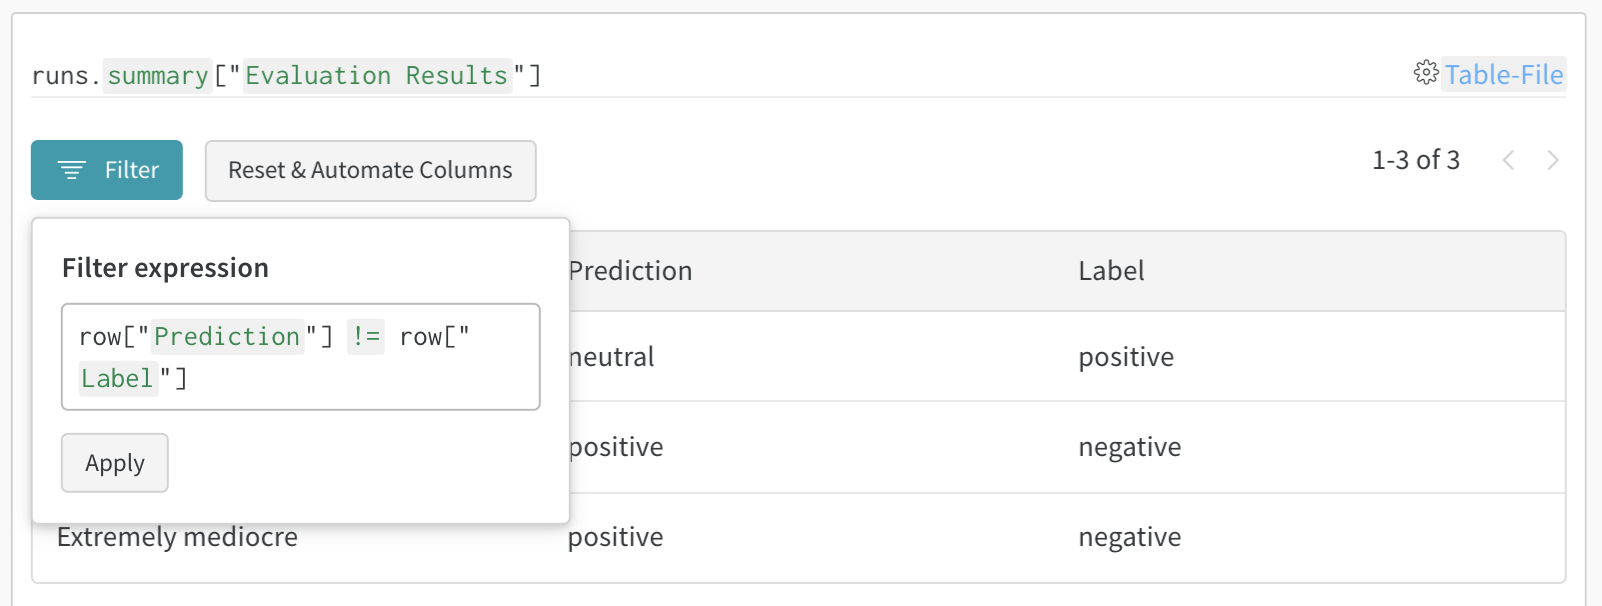 runs.summary["Evaluation Results"]
Table-File
Filter
Reset & Automate Columns
1-3 of 3
Filter expression
row["Prediction"] != row["
Label"]
Apply
Prediction
Label
neutral
positive
positive
negative
Extremely mediocre
positive
negative